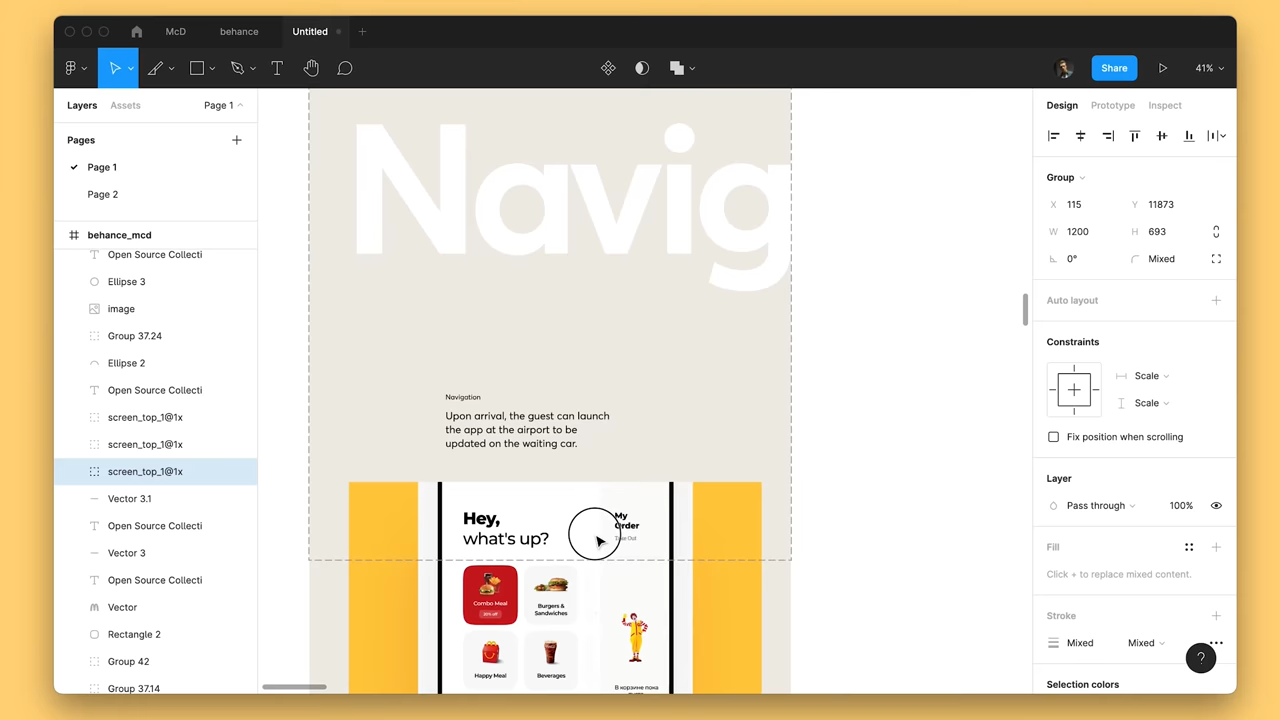 McD
behance
Untitled
Share
41%
Layers
Assets
Page 1
Pages
Page 1
Page 2
behance_mcd
Open Source Collecti
Ellipse 3
image
Group 37.24
Ellipse 2
Open Source Collecti
screen_top_1@1x
screen_top_1@1x
screen_top_1@1x
Vector 3.1
Open Source Collecti
Vector 3
Open Source Collecti
Vector
Rectangle 2
Group 42
Group 37.14
Navig
Navigation
Upon arrival, the guest can launch
the app at the airport to be
updated on the waiting car.
Hey,
what's up?
My
Order
Take Out
Combo Meal
Burgers &
Sandwiches
Happy Meal
Beverages
В корзине пока
Design
Prototype
Inspect
Group
X 115
Y 11873
W 1200
H 693
0°
Mixed
Auto layout
Constraints
Scale
Scale
Fix position when scrolling
Layer
Pass through
100%
Fill
Click + to replace mixed content.
Stroke
Mixed
Mixed
?
Selection colors